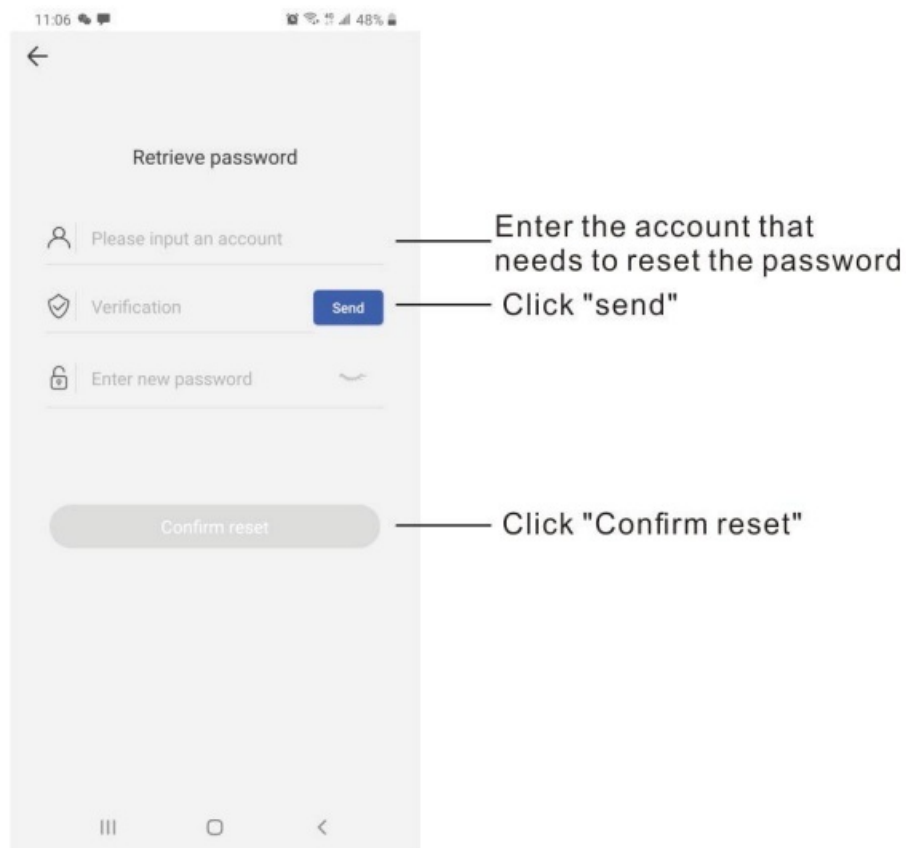 11:06 48%
Retrieve password
Please input an account
Enter the account that
needs to reset the password
Verification Send
Click "send"
Enter new password
Confirm reset
Click "Confirm reset"